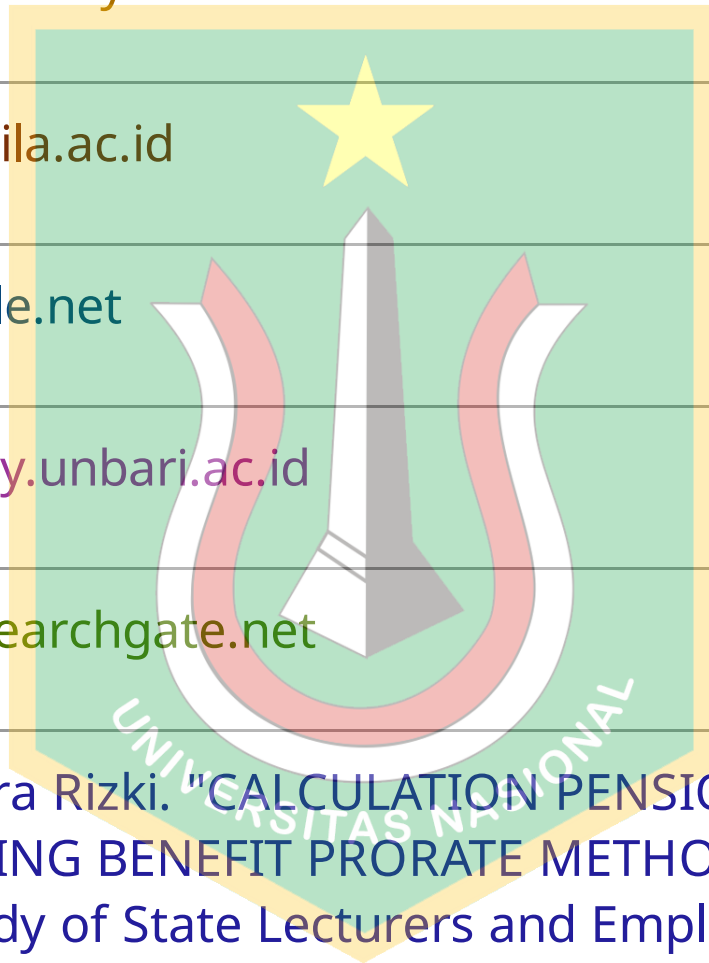 y
ila.ac.id
le.net
y.unbari.ac.id
earchgate.net
ra Rizki. "CALCULATION PENSIO
ING BENEFIT PRORATE METHO
dy of State Lecturers and Empl
UNIVERSITAS NASIONAL